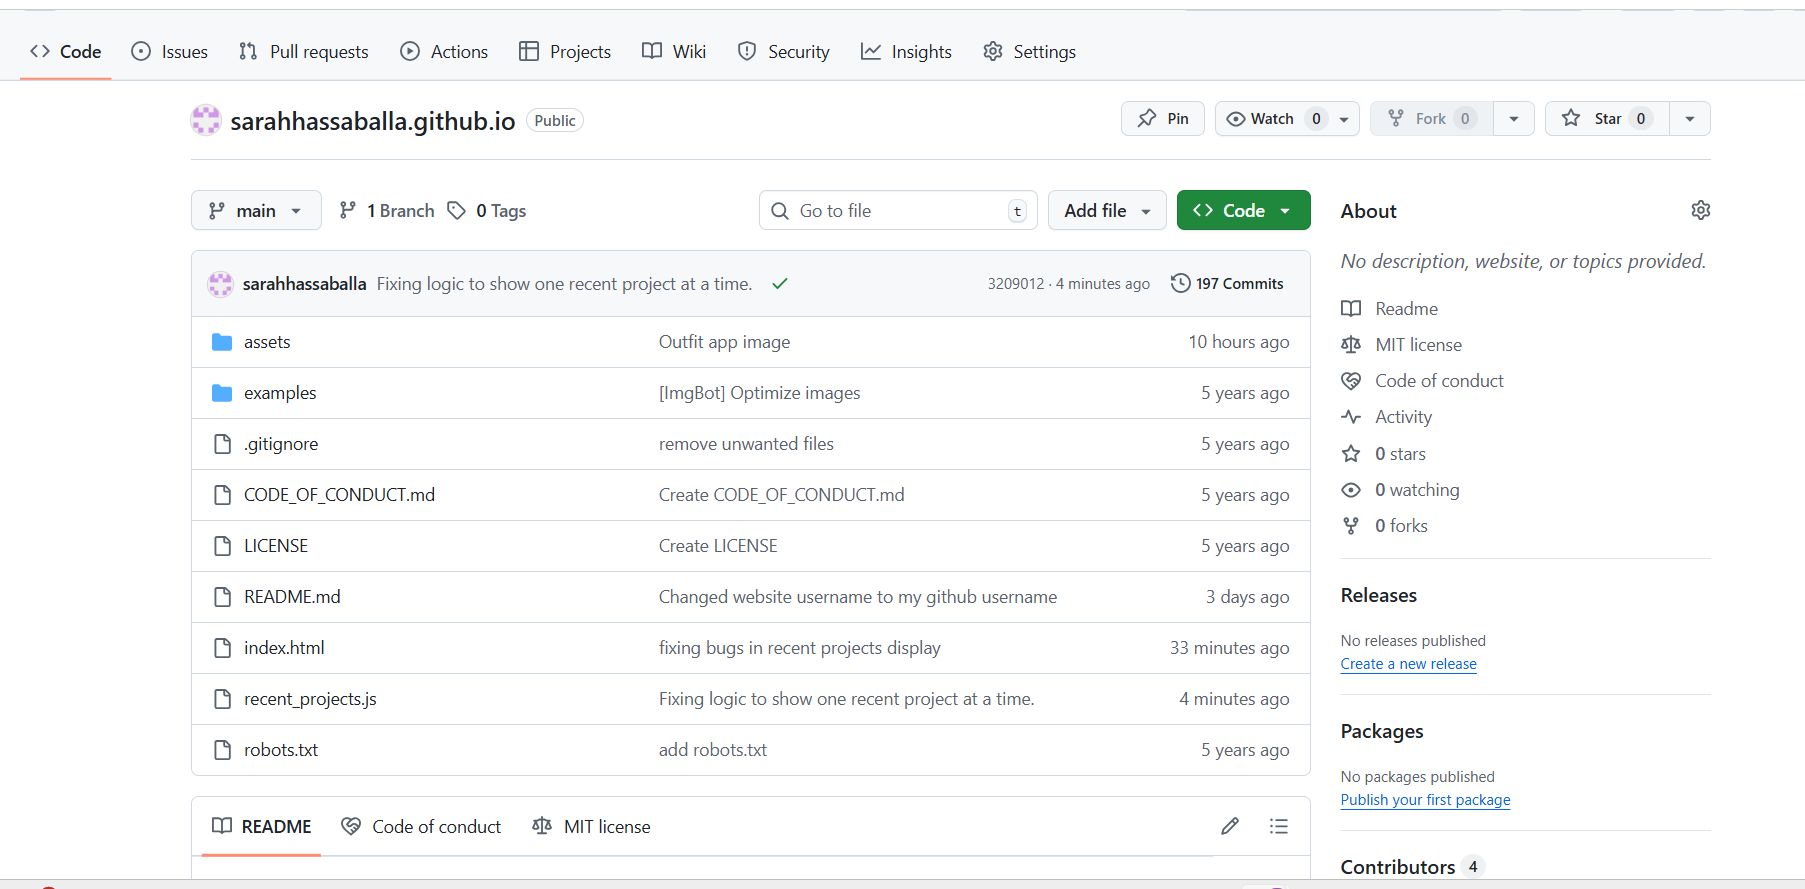 Code Issues Pull requests Actions Projects Wiki Security Insights Settings
sarahhassaballa.github.io Public Pin Watch 0 Fork 0 Star 0
main 1 Branch 0 Tags Go to file t Add file Code
sarahhassaballa Fixing logic to show one recent project at a time. 3209012 · 4 minutes ago 197 Commits
assets Outfit app image 10 hours ago
examples [ImgBot] Optimize images 5 years ago
.gitignore remove unwanted files 5 years ago
CODE_OF_CONDUCT.md Create CODE_OF_CONDUCT.md 5 years ago
LICENSE Create LICENSE 5 years ago
README.md Changed website username to my github username 3 days ago
index.html fixing bugs in recent projects display 33 minutes ago
recent_projects.js Fixing logic to show one recent project at a time. 4 minutes ago
robots.txt add robots.txt 5 years ago
README Code of conduct MIT license
About
No description, website, or topics provided.
Readme
MIT license
Code of conduct
Activity
0 stars
0 watching
0 forks
Releases
No releases published
Create a new release
Packages
No packages published
Publish your first package
Contributors 4